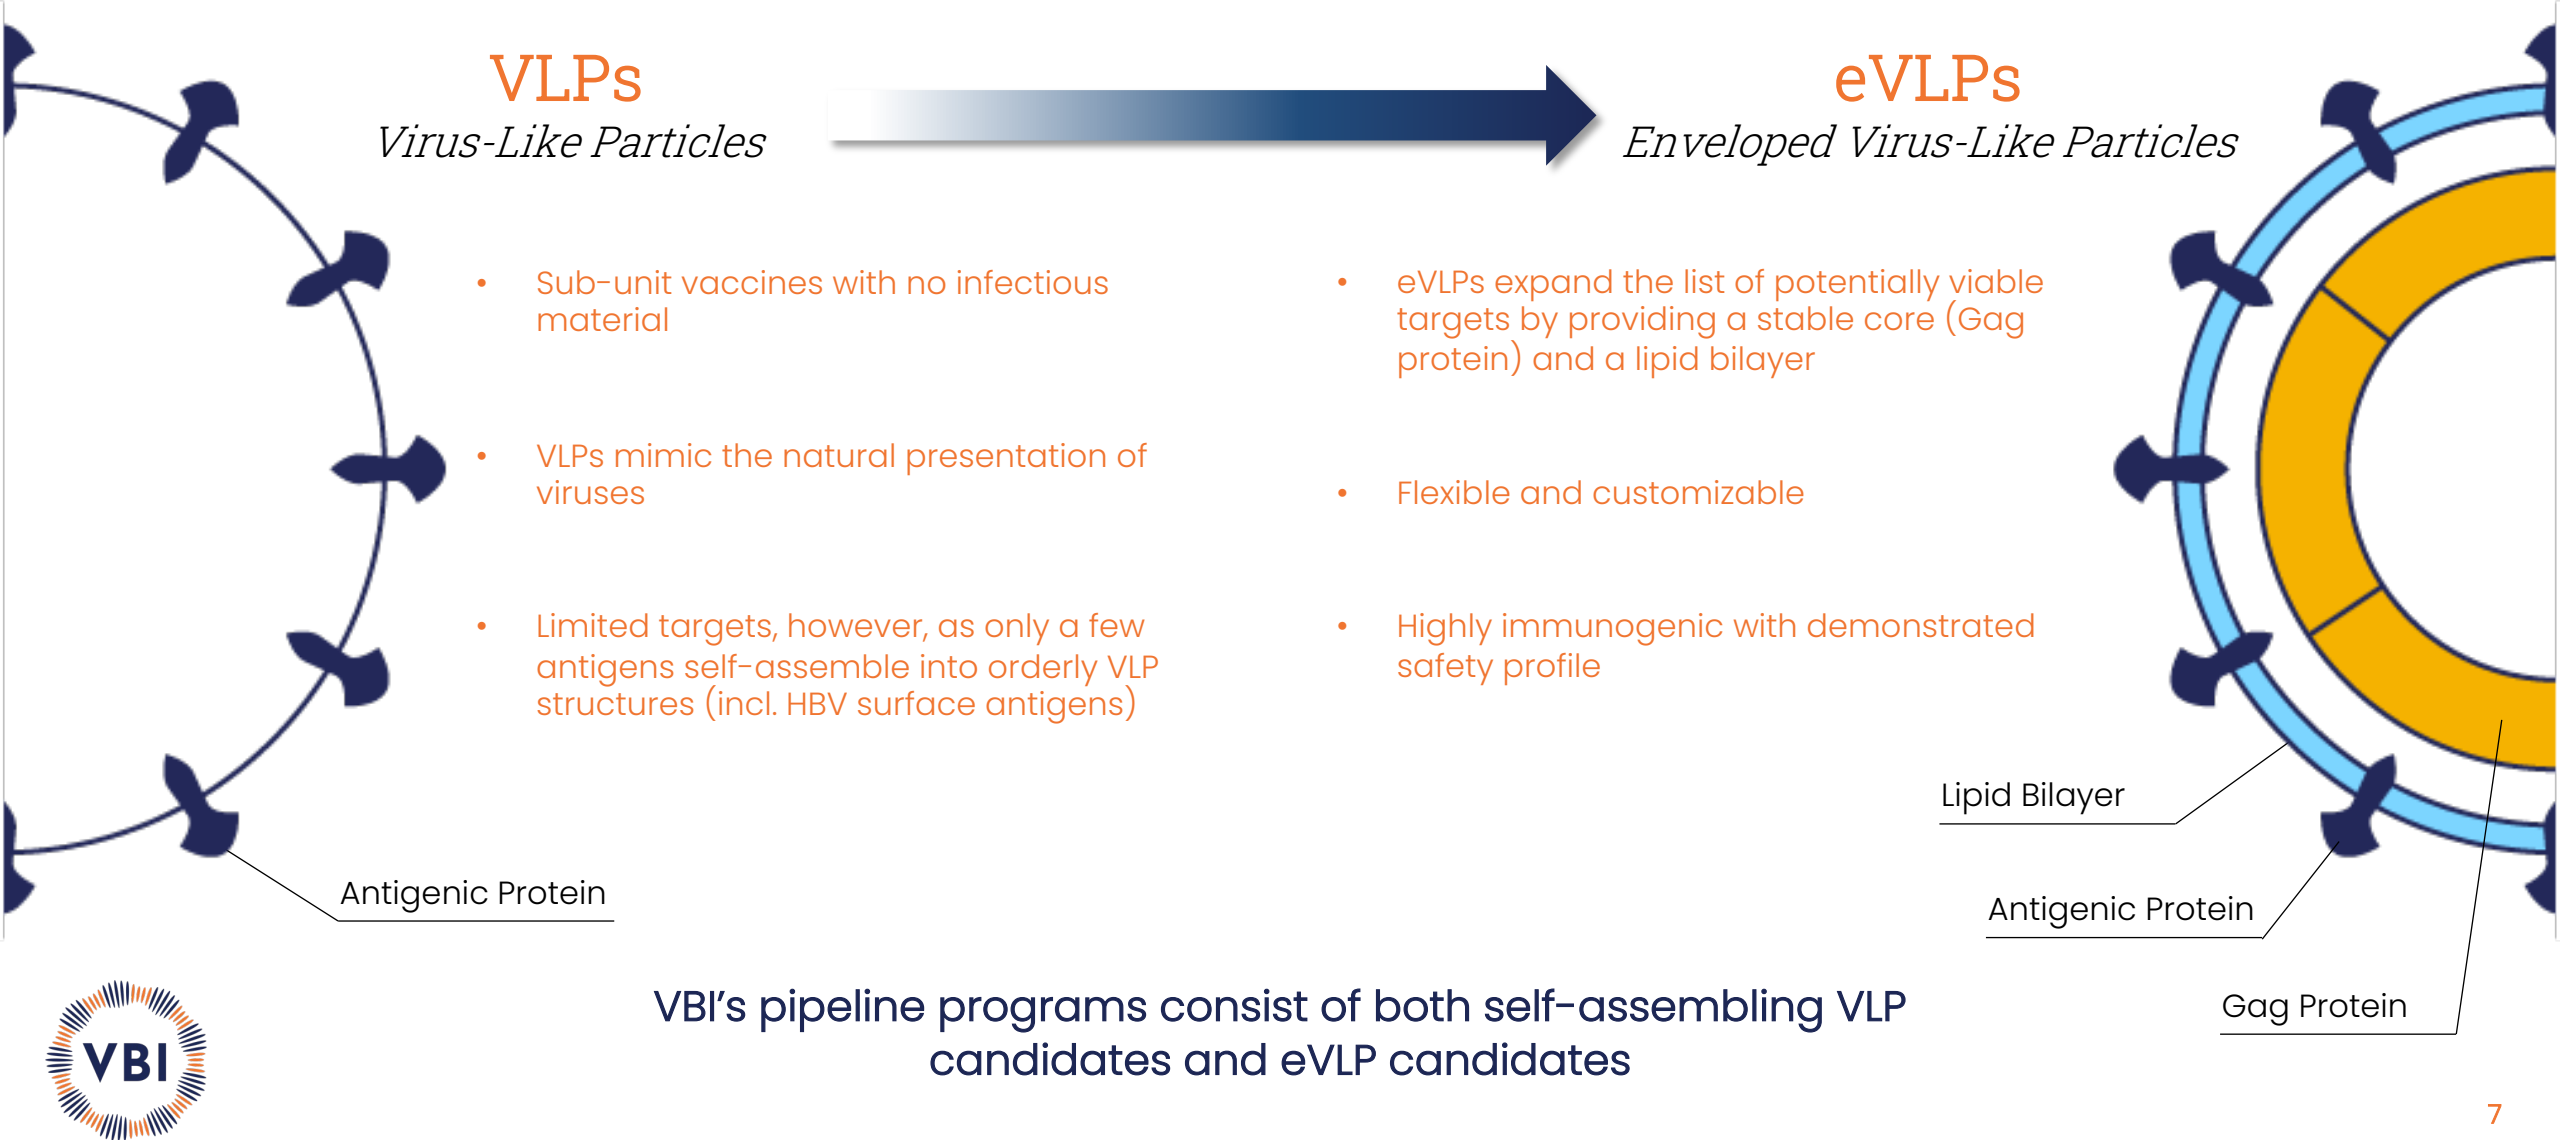 VLPs
Virus-Like Particles
eVLPs
Enveloped Virus-Like Particles
• Sub-unit vaccines with no infectious
material
• VLPs mimic the natural presentation of
viruses
• Limited targets, however, as only a few
antigens self-assemble into orderly VLP
structures (incl. HBV surface antigens)
• eVLPs expand the list of potentially viable
targets by providing a stable core (Gag
protein) and a lipid bilayer
• Flexible and customizable
• Highly immunogenic with demonstrated
safety profile
Antigenic Protein
Lipid Bilayer
Antigenic Protein
Gag Protein
VBI’s pipeline programs consist of both self-assembling VLP
candidates and eVLP candidates
VBI
7